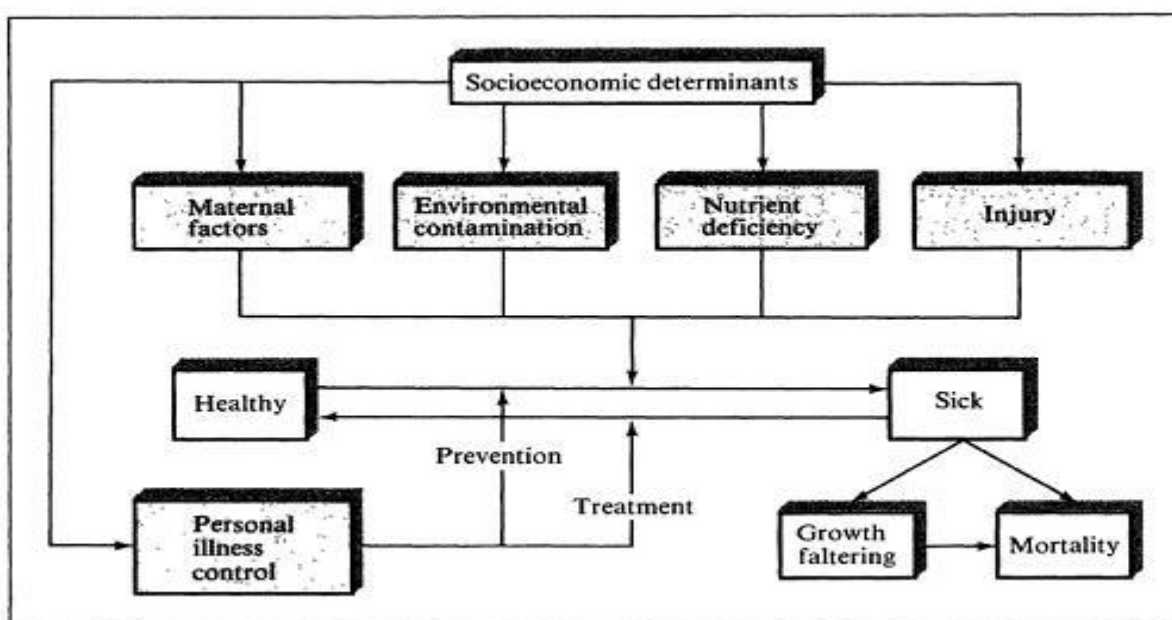 Socioeconomic determinants
Maternal
factors
Environmental
contamination
Nutrient
deficiency
Injury
Healthy
Sick
Prevention
Treatment
Personal
illness
control
Growth
faltering
Mortality